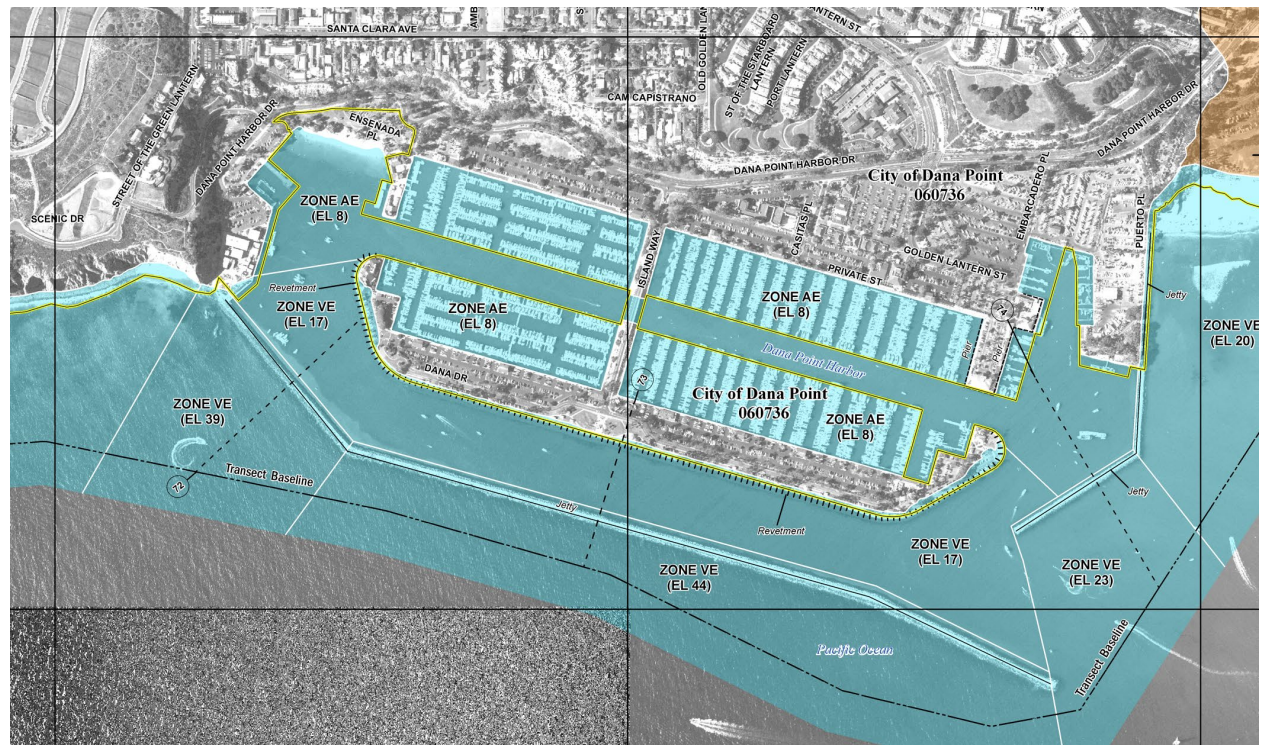 SANTA CLARA AVE
STREET OF THE GREEN LANTERN
DANA POINT HARBOR DR
SCENIC DR
ENSENADA
PL
CAM CAPISTRANO
ST OF THE STARBOARD
LANTERN
PORT LANTERN
LANTERN ST
DANA POINT HARBOR DR
DANA POINT HARBOR DR
City of Dana Point
060736
EMBARCADERO PL
PUERTO PL
CASITAS PL
GOLDEN LANTERN ST
PRIVATE ST
ISLAND WAY
ZONE AE
(EL 8)
Revetment
ZONE VE
(EL 17)
ZONE AE
(EL 8)
ZONE AE
(EL 8)
74
Pier
Pier
Jetty
ZONE VE
(EL 20)
Dana Point Harbor
DANA DR
73
City of Dana Point
060736
ZONE AE
(EL 8)
ZONE VE
(EL 39)
72
Transect Baseline
Jetty
Revetment
Jetty
ZONE VE
(EL 17)
ZONE VE
(EL 44)
ZONE VE
(EL 23)
Pacific Ocean
Transect Baseline